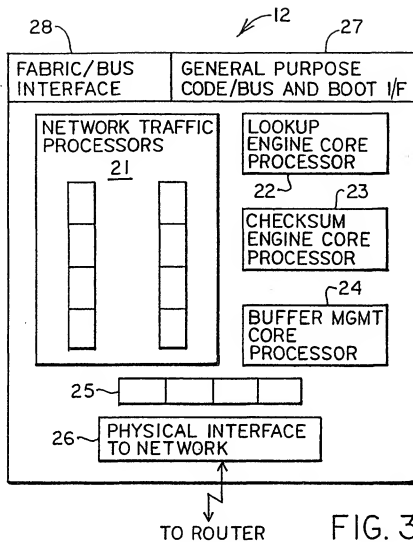 12
28
27
FABRIC/BUS
INTERFACE
GENERAL PURPOSE
CODE/BUS AND BOOT I/F
NETWORK TRAFFIC
PROCESSORS
21
LOOKUP
ENGINE CORE
PROCESSOR
22
23
CHECKSUM
ENGINE CORE
PROCESSOR
24
BUFFER MGMT
CORE
PROCESSOR
25
26
PHYSICAL INTERFACE
TO NETWORK
TO ROUTER
FIG. 3